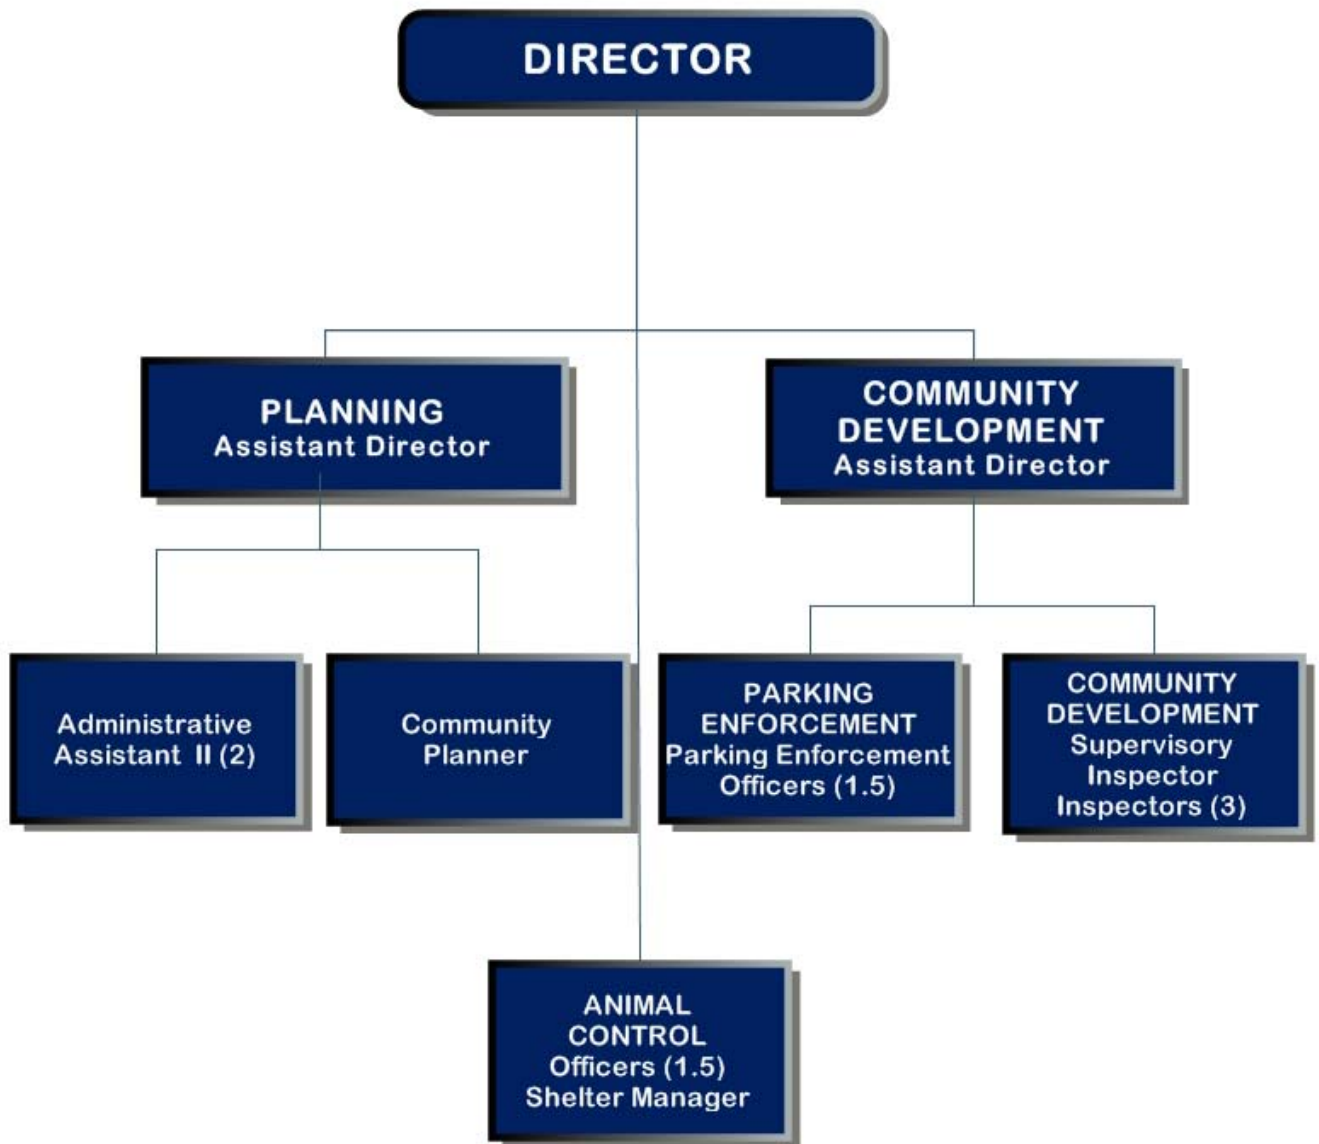 DIRECTOR
PLANNING
Assistant Director
COMMUNITY
DEVELOPMENT
Assistant Director
Administrative
Assistant II (2)
Community
Planner
PARKING
ENFORCEMENT
Parking Enforcement
Officers (1.5)
COMMUNITY
DEVELOPMENT
Supervisory
Inspector
Inspectors (3)
ANIMAL
CONTROL
Officers (1.5)
Shelter Manager